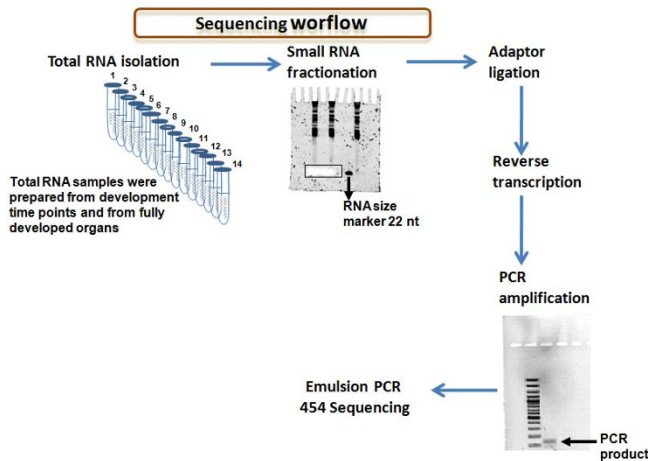 Sequencing worflow
Total RNA isolation
Small RNA
fractionation
Adaptor
ligation
1
2
3
4
5
6
7
8
9
10
11
12
13
14
Total RNA samples were
prepared from development
time points and from fully
developed organs
RNA size
marker 22 nt
Reverse
transcription
PCR
amplification
Emulsion PCR
454 Sequencing
PCR
product